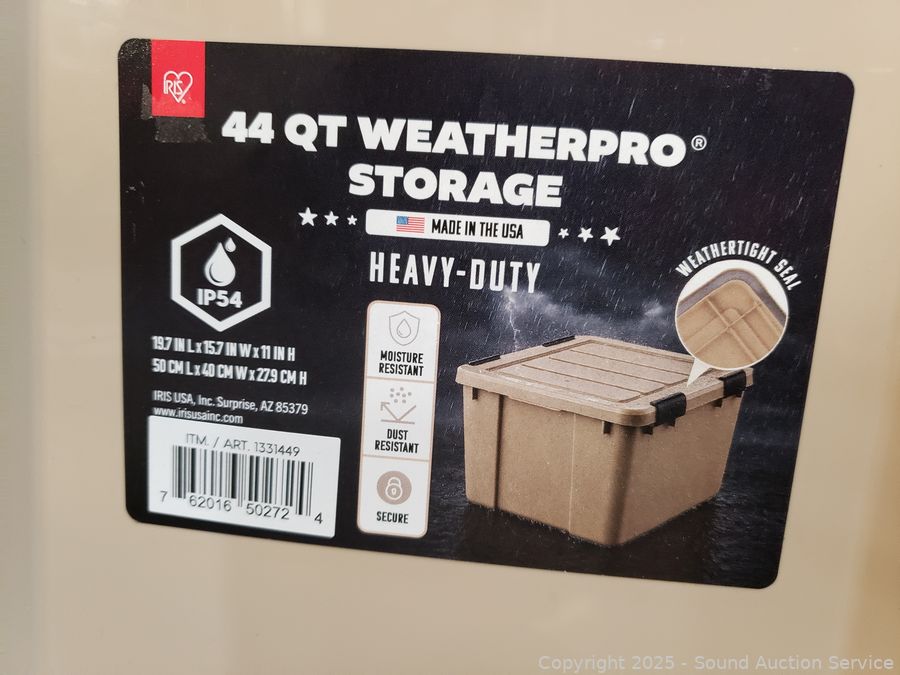 IRIS
44 QT WEATHERPRO®
STORAGE
MADE IN THE USA
HEAVY-DUTY
WEATHERTIGHT SEAL
IP54
19.7 IN L x 15.7 IN W x 11 IN H
50 CM L x 40 CM W x 27.9 CM H
IRIS USA, Inc. Surprise, AZ 85379
www.irisusainc.com
ITM. / ART. 1331449
7 62016 50272 4
MOISTURE
RESISTANT
DUST
RESISTANT
SECURE
Copyright 2025 - Sound Auction Service